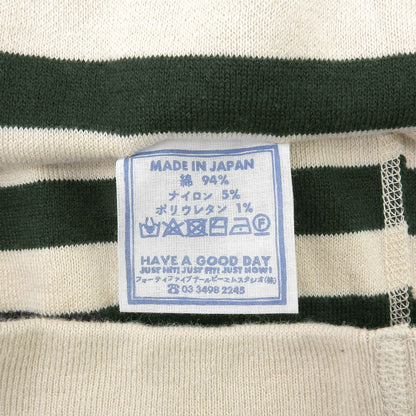 MADE IN JAPAN
綿 94%
ナイロン 5%
ポリウレタン 1%
HAVE A GOOD DAY
JUST HIT! JUST FIT! JUST NOW!
フォーティファイブアールピーエムスタジオ(株)
☎03 3498 2245